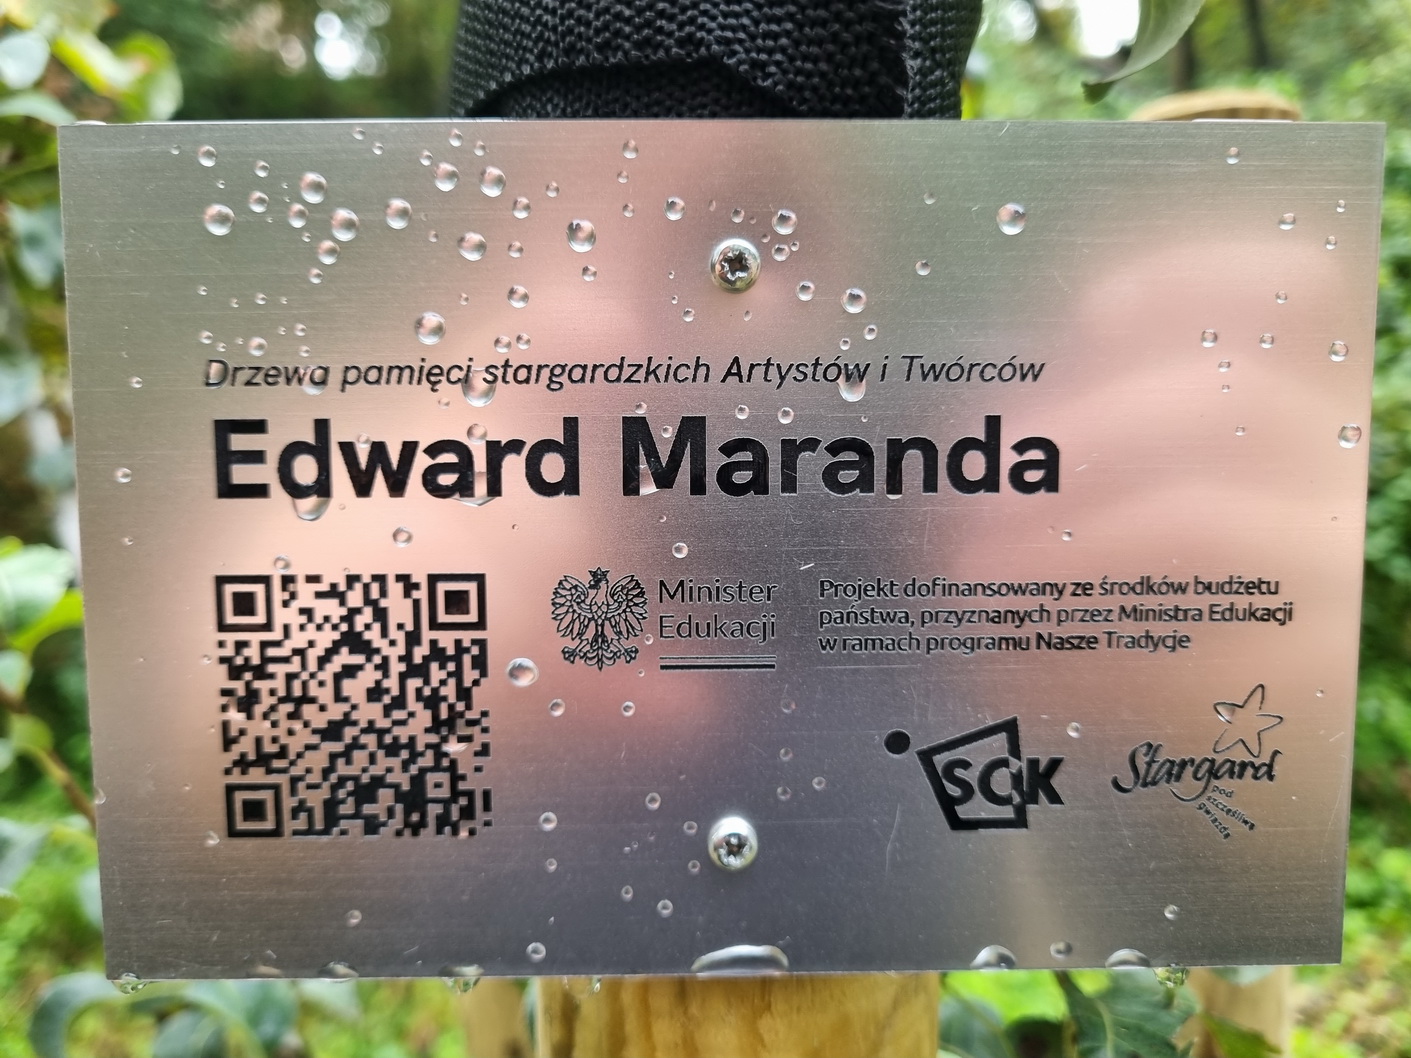 Drzewa pamięci stargardzkich Artystów i Twórców
Edward Maranda
Minister
Edukacji
Projekt dofinansowany ze środków budżetu
państwa, przyznanych przez Ministra Edukacji
w ramach programu Nasze Tradycje
SCK
Stargard
pod
szczęśliwą
gwiazdą